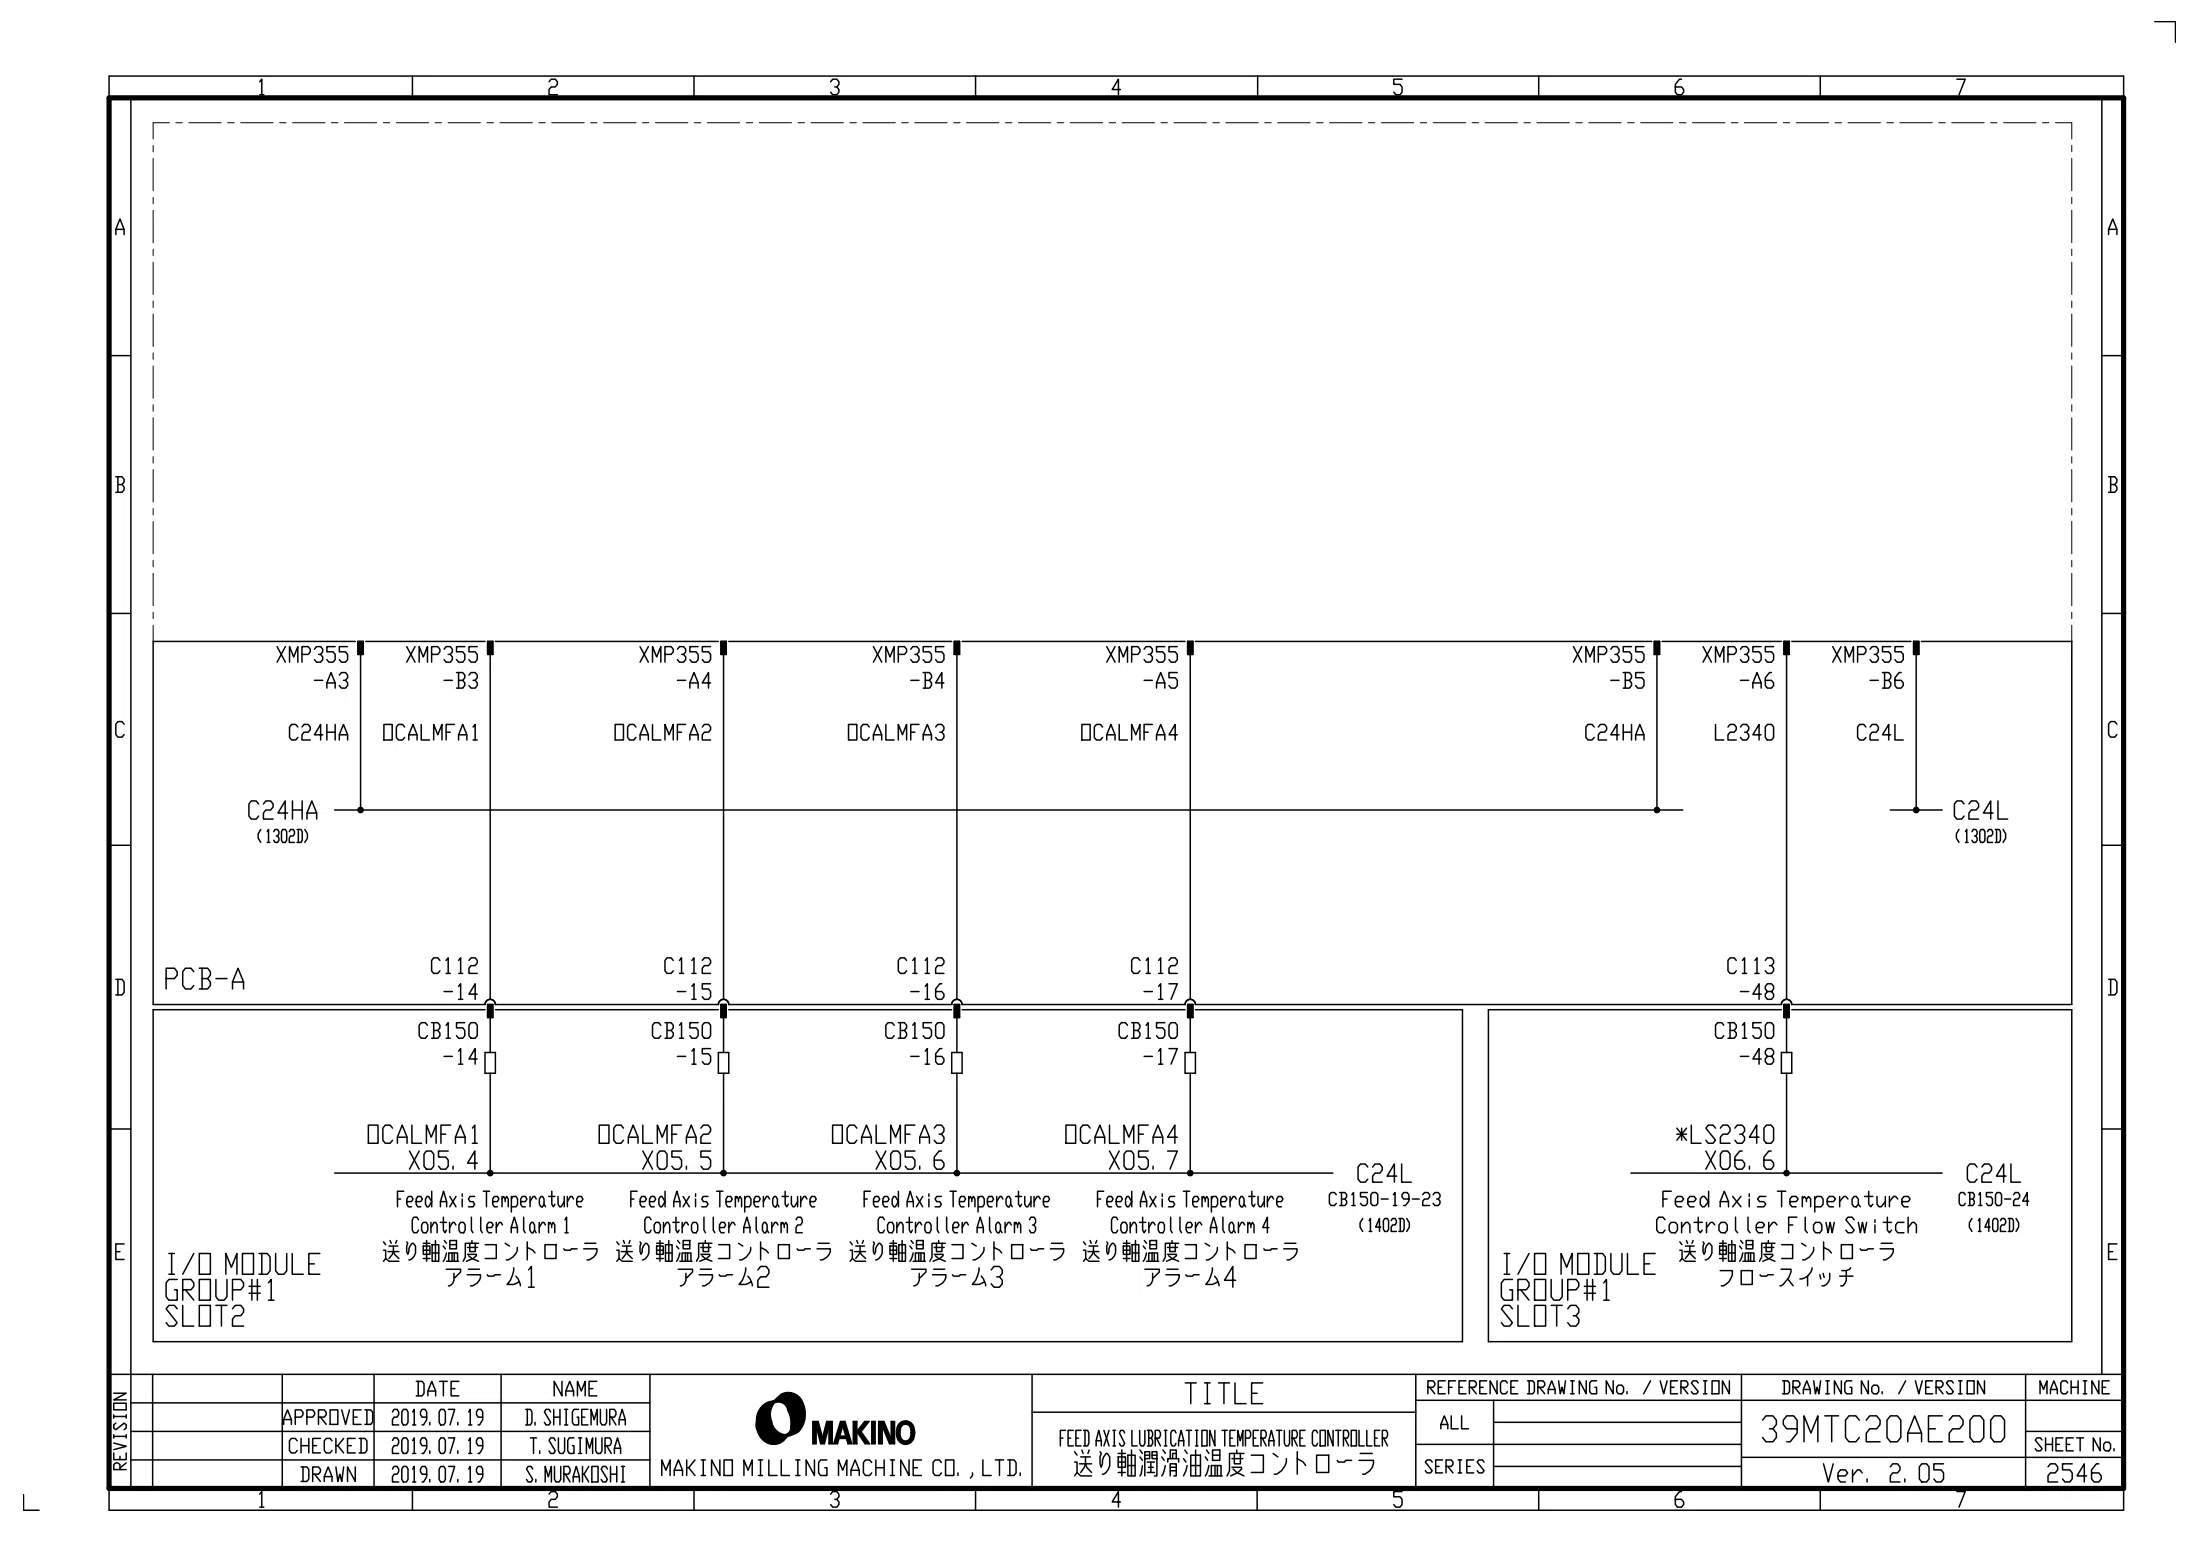 1 2 3 4 5 6 7
A A
B B
C C
D D
E E
XMP355 XMP355 XMP355 XMP355 XMP355 XMP355 XMP355 XMP355
-A3 -B3 -A4 -B4 -A5 -B5 -A6 -B6
C24HA OCALMFA1 OCALMFA2 OCALMFA3 OCALMFA4 C24HA L2340 C24L
C24HA C24L
(1302D) (1302D)
PCB-A
C112 C112 C112 C112 C113
-14 -15 -16 -17 -48
CB150 CB150 CB150 CB150 CB150
-14 -15 -16 -17 -48
OCALMFA1 OCALMFA2 OCALMFA3 OCALMFA4 *LS2340
X05.4 X05.5 X05.6 X05.7 X06.6
C24L
CB150-19-23
(1402D)
C24L
CB150-24
(1402D)
Feed Axis Temperature
Controller Alarm 1
送り軸温度コントローラ
アラーム1
Feed Axis Temperature
Controller Alarm 2
送り軸温度コントローラ
アラーム2
Feed Axis Temperature
Controller Alarm 3
送り軸温度コントローラ
アラーム3
Feed Axis Temperature
Controller Alarm 4
送り軸温度コントローラ
アラーム4
Feed Axis Temperature
Controller Flow Switch
送り軸温度コントローラ
フロースイッチ
I/O MODULE
GROUP#1
SLOT2
I/O MODULE
GROUP#1
SLOT3
REVISION
DATE NAME
APPROVED 2019.07.19 D. SHIGEMURA
CHECKED 2019.07.19 T. SUGIMURA
DRAWN 2019.07.19 S. MURAKOSHI
MAKINO
MAKINO MILLING MACHINE CO., LTD.
TITLE
FEED AXIS LUBRICATION TEMPERATURE CONTROLLER
送り軸潤滑油温度コントローラ
REFERENCE DRAWING No. / VERSION
ALL
SERIES
DRAWING No. / VERSION
39MTC20AE200
Ver. 2.05
MACHINE
SHEET No.
2546
1 2 3 4 5 6 7